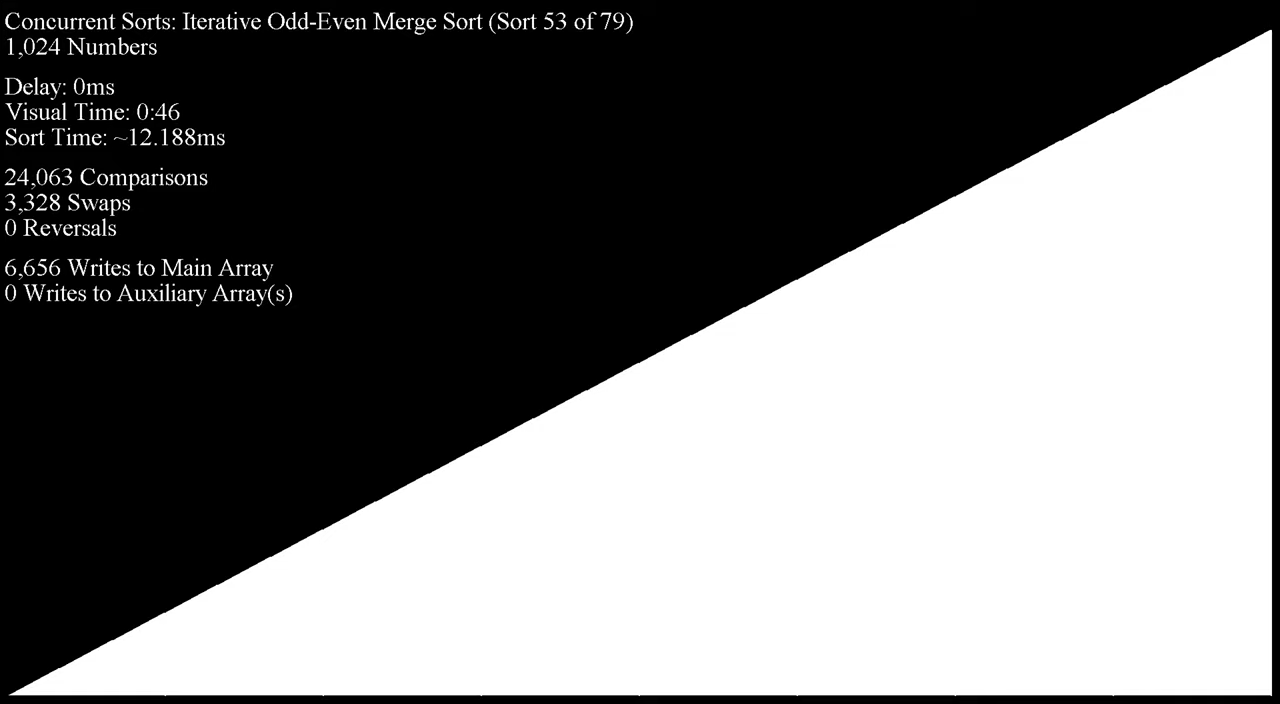 Concurrent Sorts: Iterative Odd-Even Merge Sort (Sort 53 of 79)
1,024 Numbers
Delay: 0ms
Visual Time: 0:46
Sort Time: ~12.188ms
24,063 Comparisons
3,328 Swaps
0 Reversals
6,656 Writes to Main Array
0 Writes to Auxiliary Array(s)